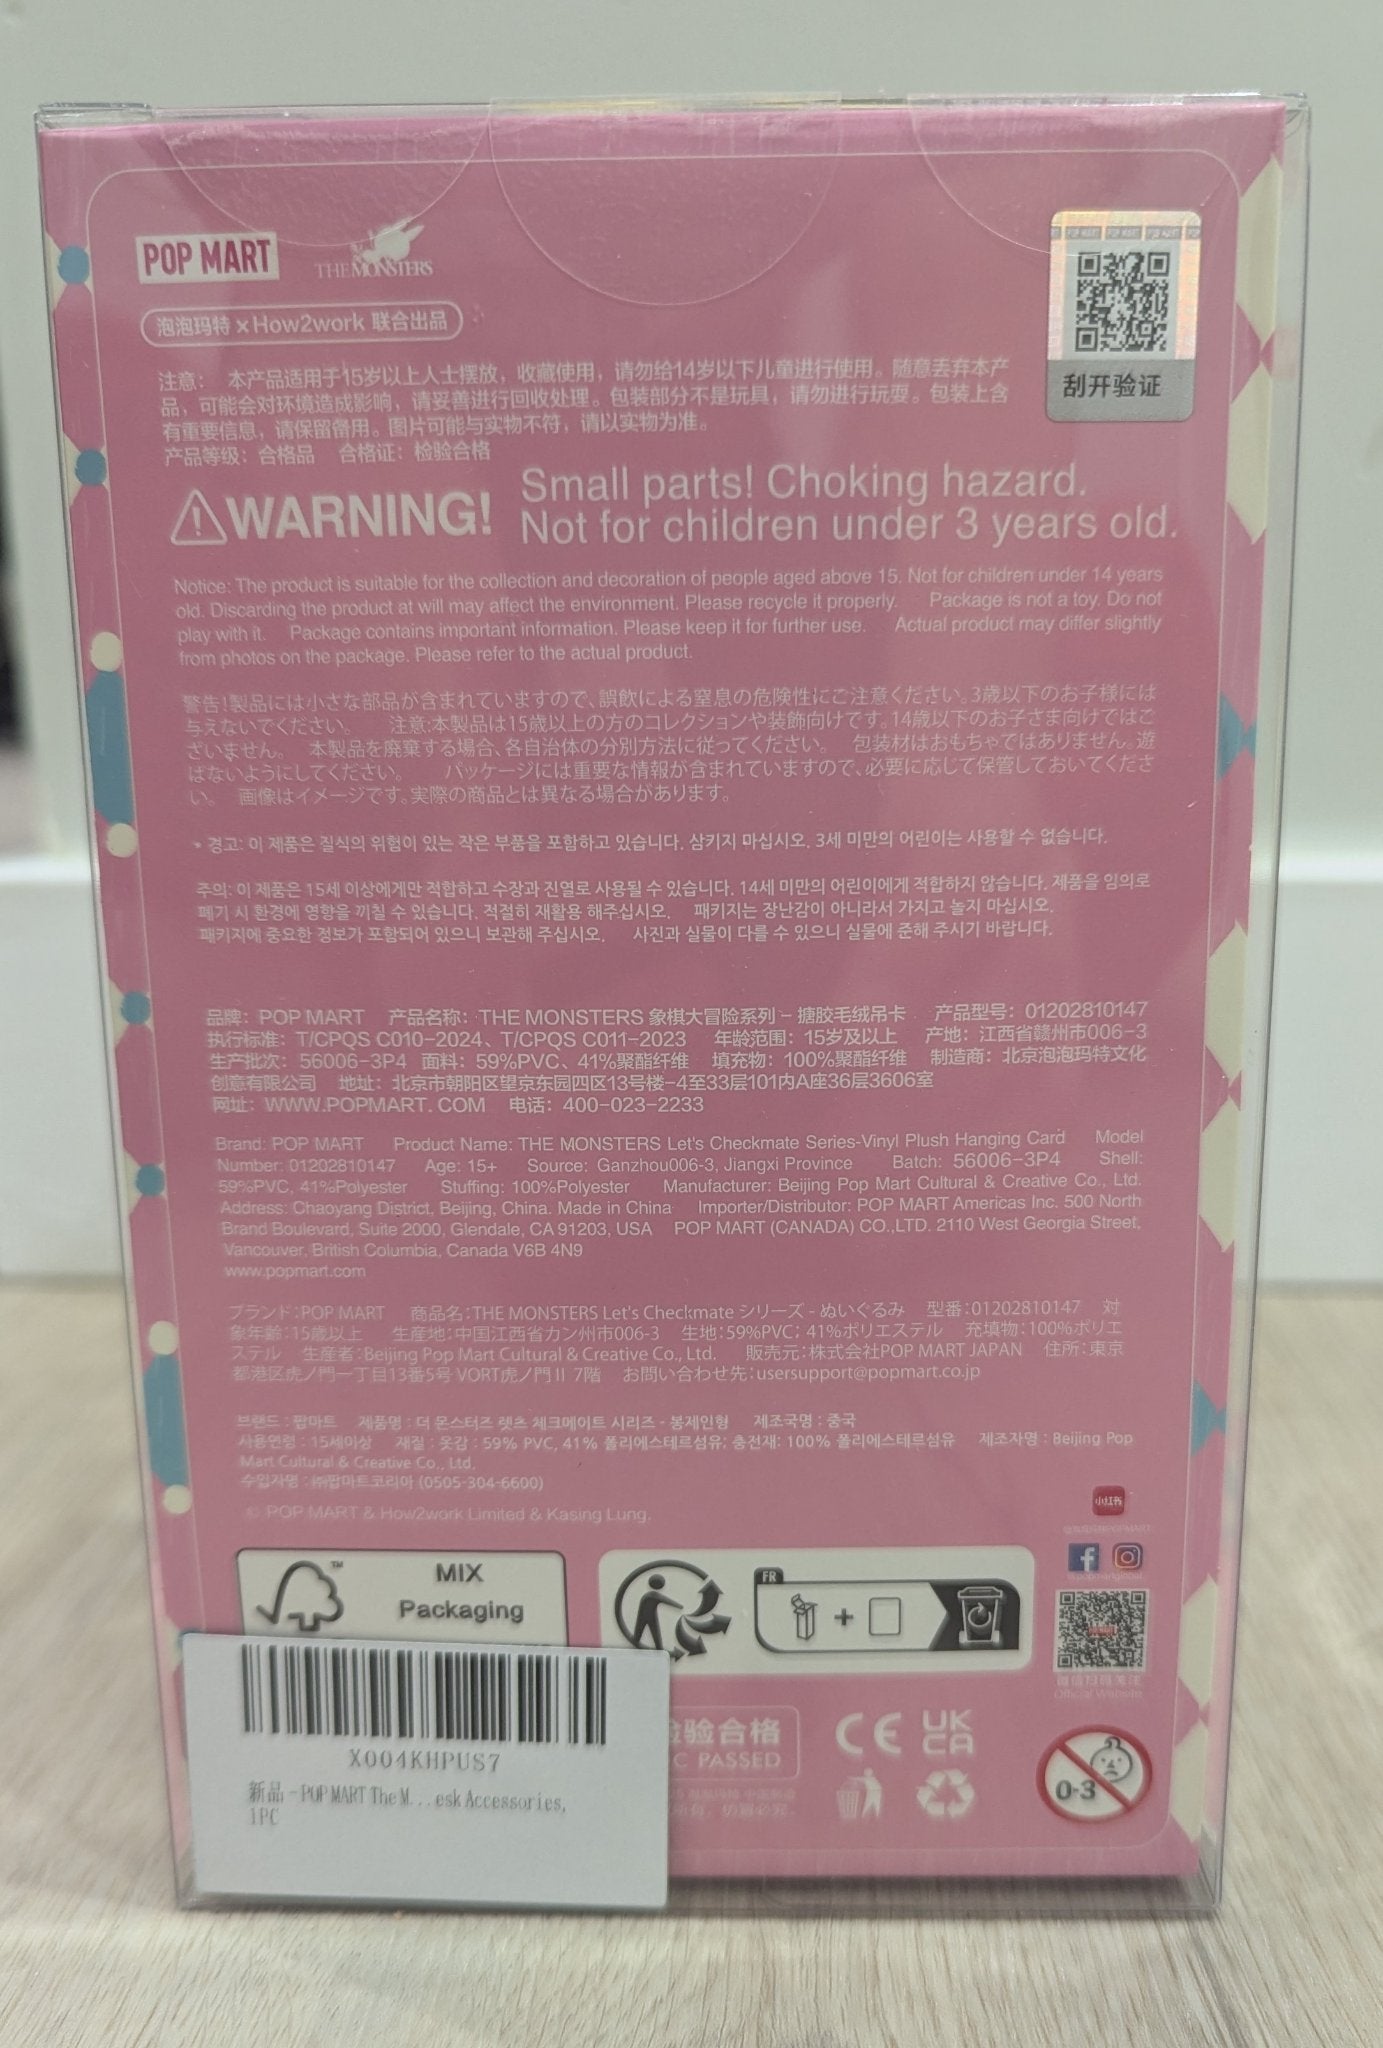 POP MART
THE MONSTERS
泡泡玛特 × How2work 联合出品
刮开验证
注意： 本产品适用于15岁以上人士摆放，收藏使用，请勿给14岁以下儿童进行使用。随意丢弃本产
品，可能会对环境造成影响，请妥善进行回收处理。包装部分不是玩具，请勿进行玩耍。包装上含
有重要信息，请保留备用。图片可能与实物不符，请以实物为准。
产品等级：合格品 合格证：检验合格
WARNING! Small parts! Choking hazard.
Not for children under 3 years old.
Notice: The product is suitable for the collection and decoration of people aged above 15. Not for children under 14 years
old. Discarding the product at will may affect the environment. Please recycle it properly. Package is not a toy. Do not
play with it. Package contains important information. Please keep it for further use. Actual product may differ slightly
from photos on the package. Please refer to the actual product.
警告！製品には小さな部品が含まれていますので、誤飲による窒息の危険性にご注意ください。3歳以下のお子様には
与えないでください。 注意:本製品は15歳以上の方のコレクションや装飾向けです。14歳以下のお子さま向けではご
ざいません。 本製品を廃棄する場合、各自治体の分別方法に従ってください。 包装材はおもちゃではありません。遊
ばないようにしてください。 パッケージには重要な情報が含まれていますので、必要に応じて保管しておいてくださ
い。 画像はイメージです。実際の商品とは異なる場合があります。
경고: 이 제품은 질식의 위험이 있는 작은 부품을 포함하고 있습니다. 삼키지 마십시오. 3세 미만의 어린이는 사용할 수 없습니다.
주의: 이 제품은 15세 이상에게만 적합하고 수장과 진열로 사용될 수 있습니다. 14세 미만의 어린이에게 적합하지 않습니다. 제품을 임의로
폐기 시 환경에 영향을 끼칠 수 있습니다. 적절히 재활용 해주십시오. 패키지는 장난감이 아니라서 가지고 놀지 마십시오.
패키지에 중요한 정보가 포함되어 있으니 보관해 주십시오. 사진과 실물이 다를 수 있으니 실물에 준해 주시기 바랍니다.
品牌：POP MART 产品名称：THE MONSTERS 象棋大冒险系列－搪胶毛绒吊卡 产品型号：01202810147
执行标准：T/CPQS C010-2024、T/CPQS C011-2023 年龄范围：15岁及以上 产地：江西省赣州市006-3
生产批次：56006-3P4 面料：59%PVC、41%聚酯纤维 填充物：100%聚酯纤维 制造商：北京泡泡玛特文化
创意有限公司 地址：北京市朝阳区望京东园四区13号楼-4至33层101内A座36层3606室
网址：WWW.POPMART.COM 电话：400-023-2233
Brand: POP MART Product Name: THE MONSTERS Let's Checkmate Series-Vinyl Plush Hanging Card Model
Number: 01202810147 Age: 15+ Source: Ganzhou006-3, Jiangxi Province Batch: 56006-3P4 Shell:
59%PVC, 41%Polyester Stuffing: 100%Polyester Manufacturer: Beijing Pop Mart Cultural & Creative Co., Ltd.
Address: Chaoyang District, Beijing, China. Made in China Importer/Distributor: POP MART Americas Inc. 500 North
Brand Boulevard, Suite 2000, Glendale, CA 91203, USA POP MART (CANADA) CO.,LTD. 2110 West Georgia Street,
Vancouver, British Columbia, Canada V6B 4N9
www.popmart.com
ブランド：POP MART 商品名：THE MONSTERS Let's Checkmate シリーズ - ぬいぐるみ 型番：01202810147 対
象年齢：15歳以上 生産地：中国江西省カン州市006-3 生地：59%PVC；41%ポリエステル 充填物：100%ポリエ
ステル 生産者：Beijing Pop Mart Cultural & Creative Co., Ltd. 販売元：株式会社POP MART JAPAN 住所：東京
都港区虎ノ門一丁目13番5号 VORT虎ノ門Ⅱ 7階 お問い合わせ先：usersupport@popmart.co.jp
브랜드 : 팝마트 제품명 : 더 몬스터즈 렛츠 체크메이트 시리즈 - 봉제인형 제조국명 : 중국
사용연령 : 15세이상 재질 : 옷감 : 59% PVC, 41% 폴리에스테르섬유; 충전재: 100% 폴리에스테르섬유 제조자명 : Beijing Pop
Mart Cultural & Creative Co., Ltd.
수입자명 : ㈜팝마트코리아 (0505-304-6600)
© POP MART & How2work Limited & Kasing Lung.
小红书
@popmartglobal
MIX
Packaging
FR
微信扫码关注
Official Website
验合格
C PASSED
CE
UK
CA
0-3
X004KHPUS7
新品 - POP MART The M... esk Accessories,
1PC